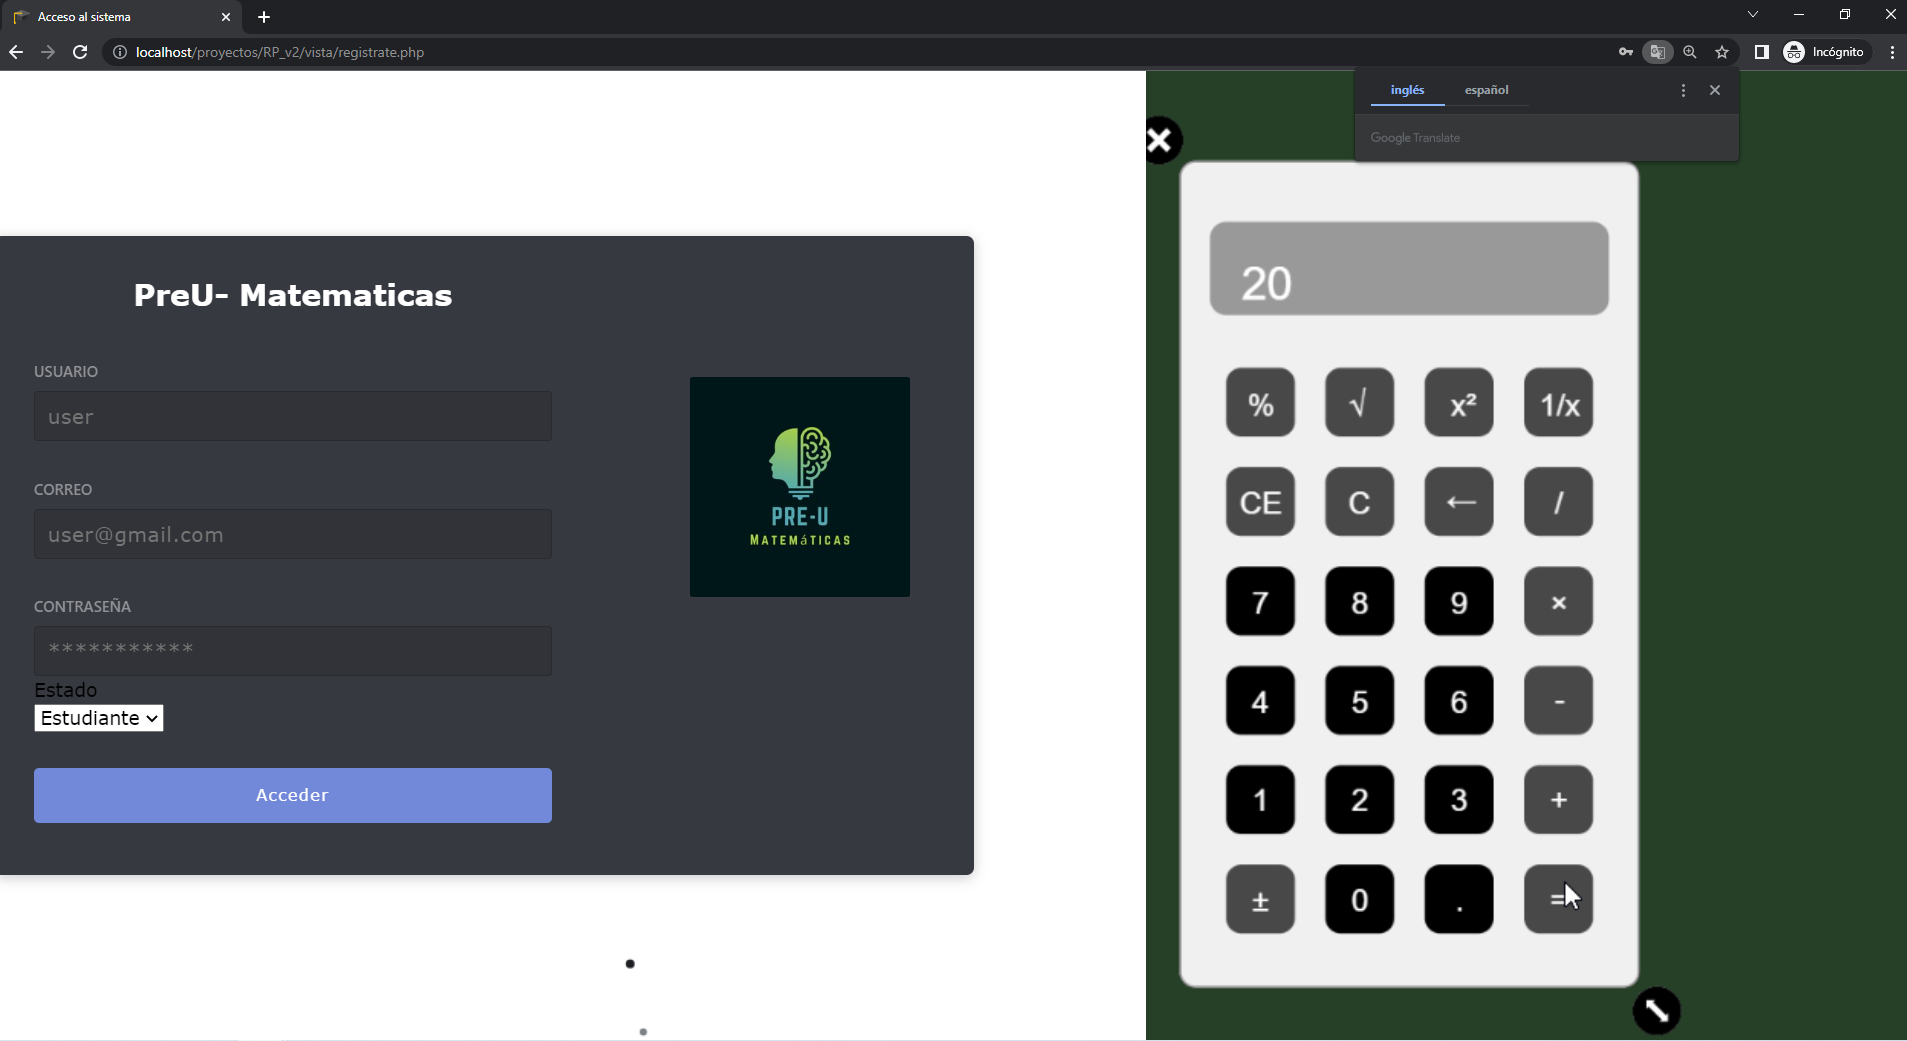 Acceso al sistema
localhost/proyectos/RP_v2/vista/registrate.php
Incógnito
inglés español
Google Translate
PreU- Matematicas
USUARIO
user
CORREO
user@gmail.com
CONTRASEÑA
***********
Estado
Estudiante
Acceder
PRE-U
MATEMáTICAS
20
% √ x² 1/x
CE C ← /
7 8 9 ×
4 5 6 -
1 2 3 +
± 0 . =